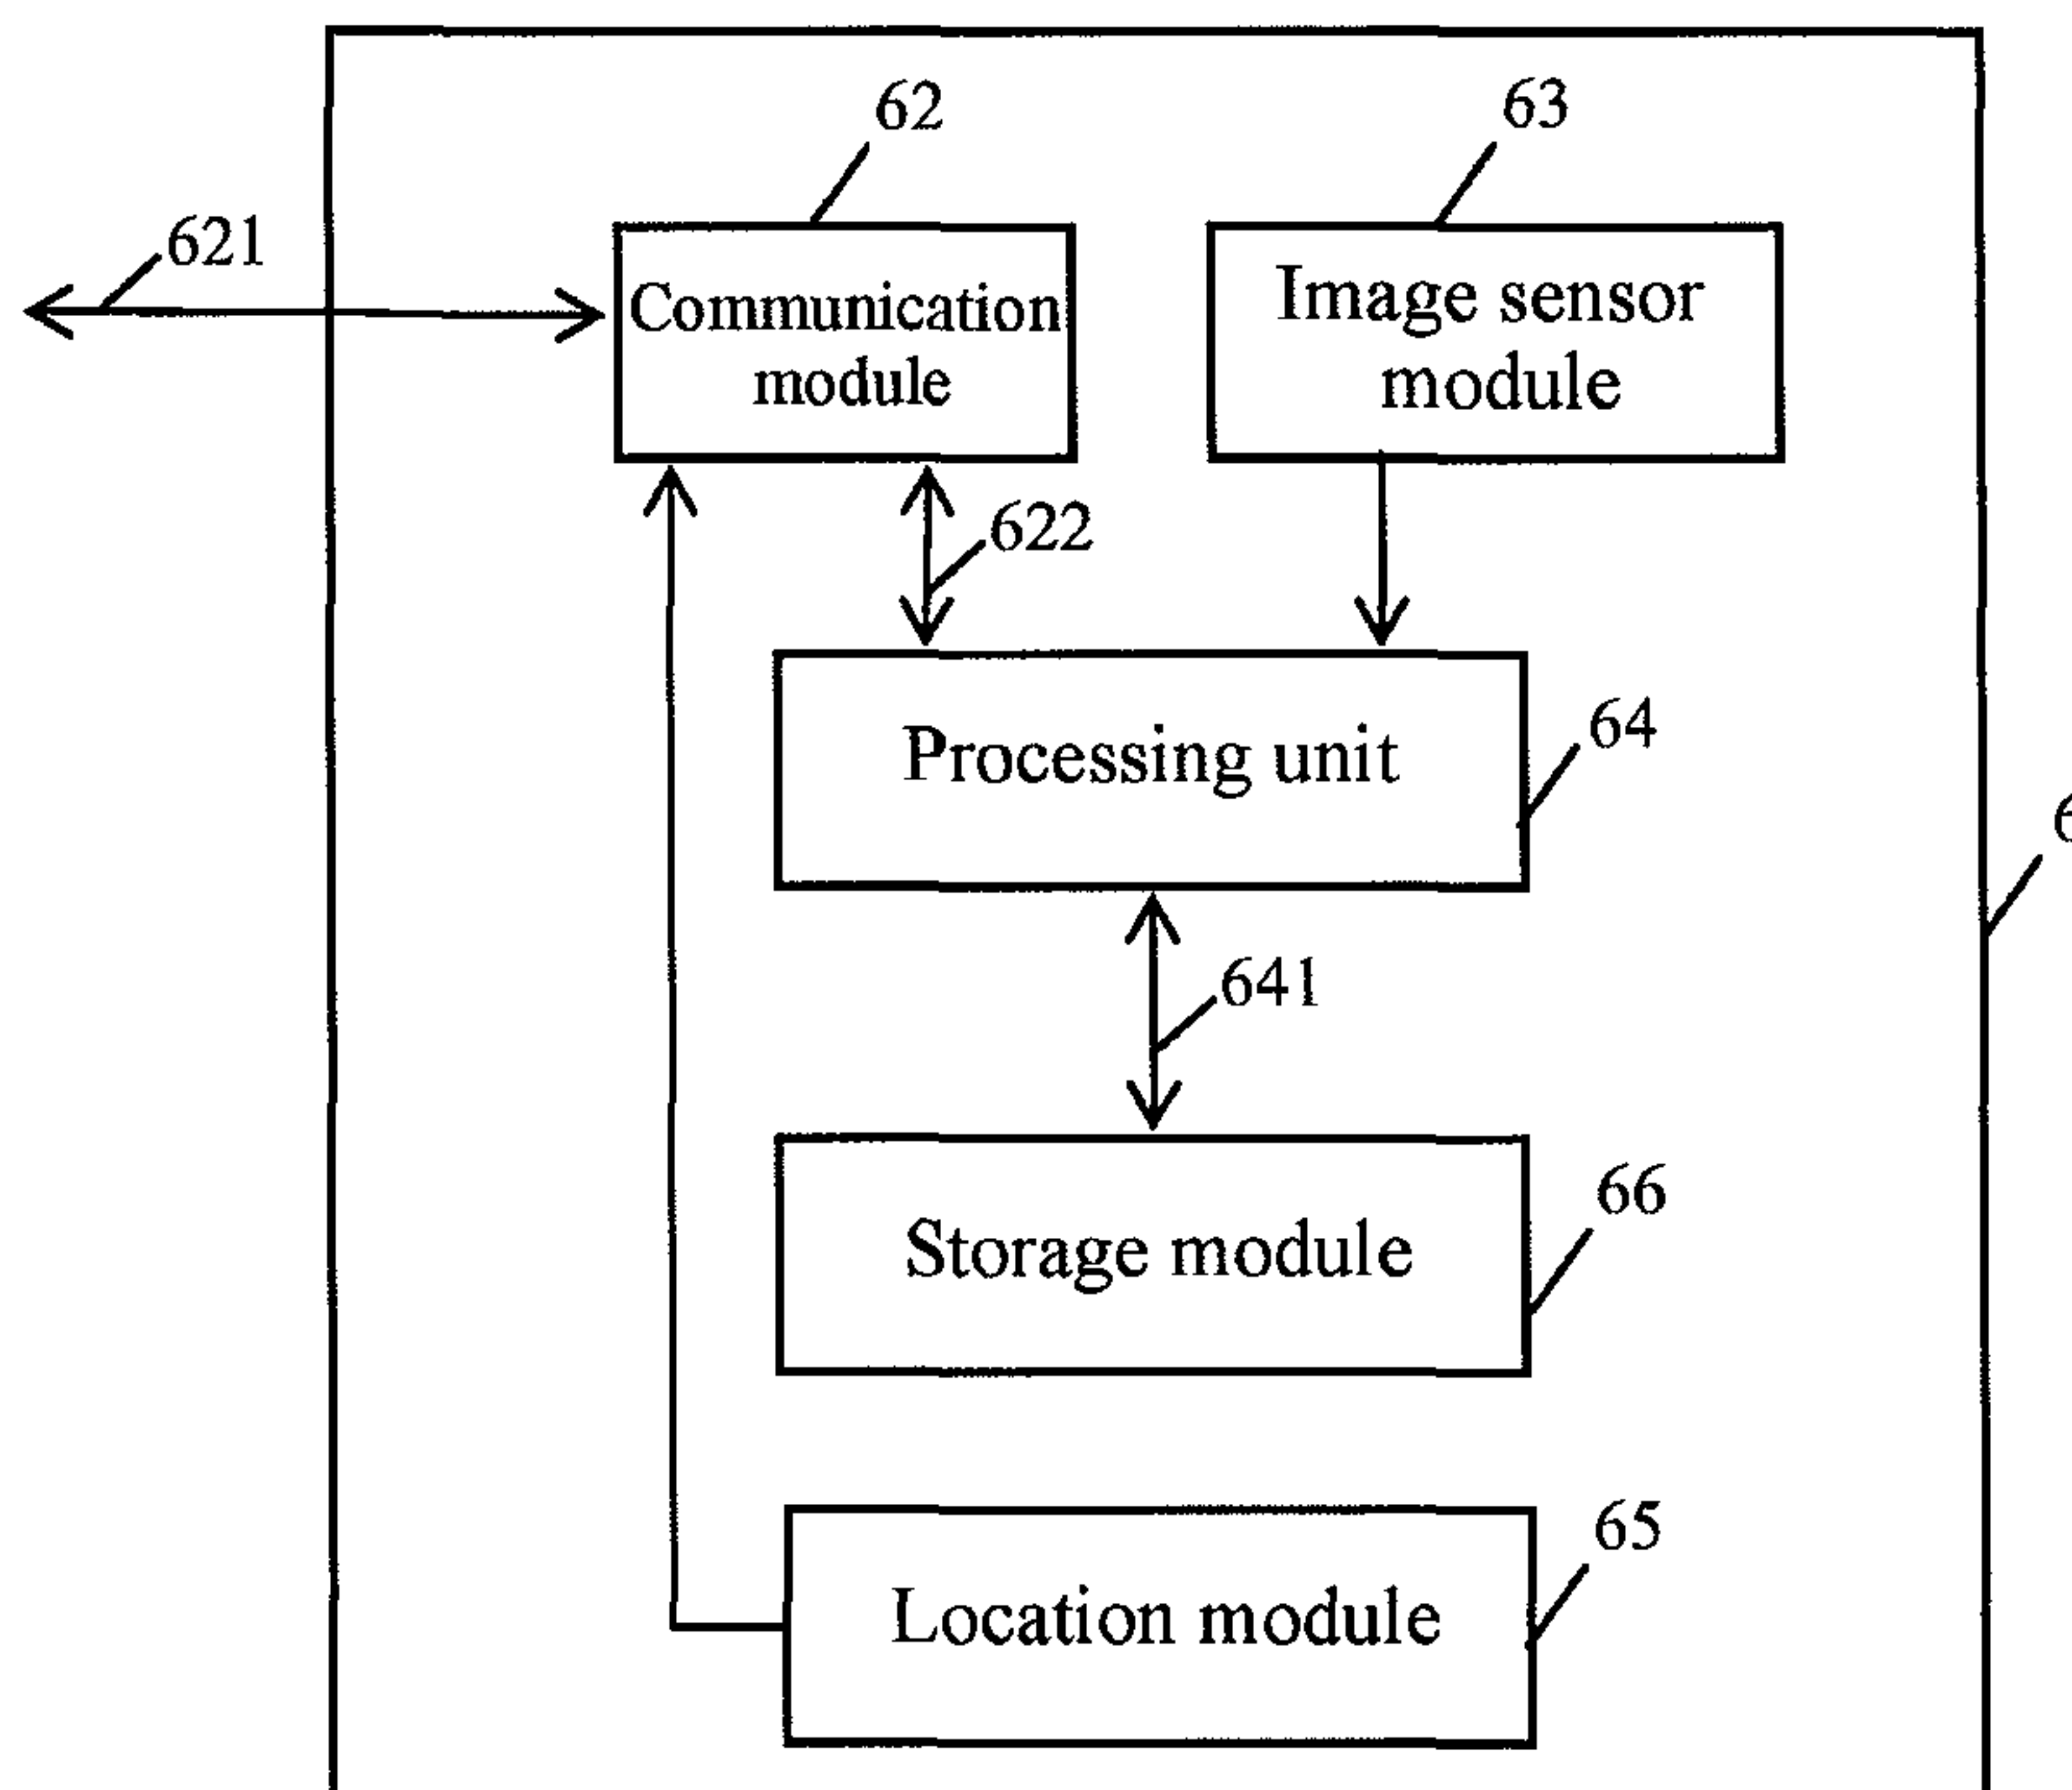 62
63
621
Communication
module
Image sensor
module
622
Processing unit
64
641
66
Storage module
65
Location module